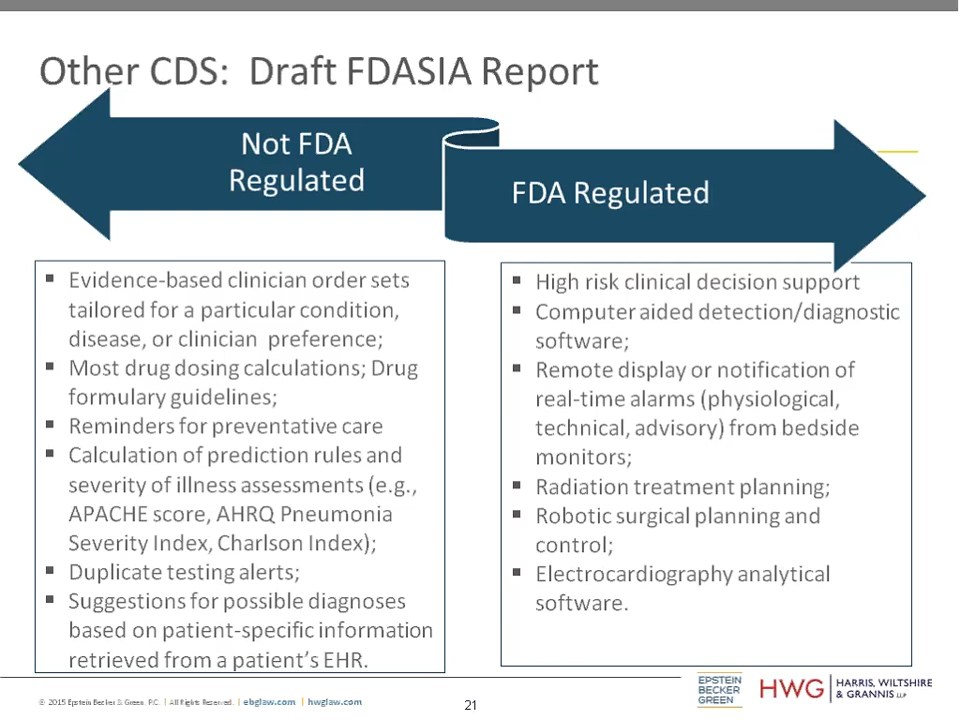 Other CDS:  Draft FDASIA Report
Not FDA
Regulated
FDA Regulated
▪ Evidence-based clinician order sets
tailored for a particular condition,
disease, or clinician  preference;
▪ Most drug dosing calculations; Drug
formulary guidelines;
▪ Reminders for preventative care
▪ Calculation of prediction rules and
severity of illness assessments (e.g.,
APACHE score, AHRQ Pneumonia
Severity Index, Charlson Index);
▪ Duplicate testing alerts;
▪ Suggestions for possible diagnoses
based on patient-specific information
retrieved from a patient's EHR.
▪ High risk clinical decision support
▪ Computer aided detection/diagnostic
software;
▪ Remote display or notification of
real-time alarms (physiological,
technical, advisory) from bedside
monitors;
▪ Radiation treatment planning;
▪ Robotic surgical planning and
control;
▪ Electrocardiography analytical
software.
© 2015 Epstein Becker & Green, P.C. | All Rights Reserved. | ebglaw.com | hwglaw.com
21
EPSTEIN
BECKER
GREEN
HWG
HARRIS, WILTSHIRE
& GRANNIS LLP